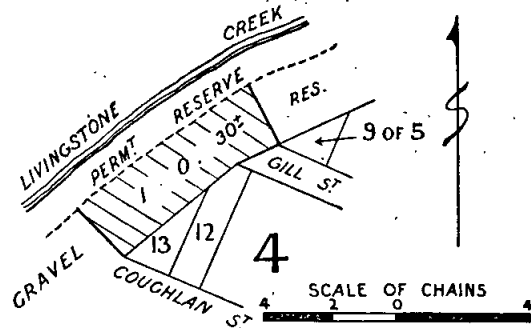 LIVINGSTONE CREEK
PERMT RESERVE
RES.
1. 0. 30±
9 OF 5
GILL ST
13
12
4
GRAVEL
COUGHLAN ST
SCALE OF CHAINS
4 2 0 4